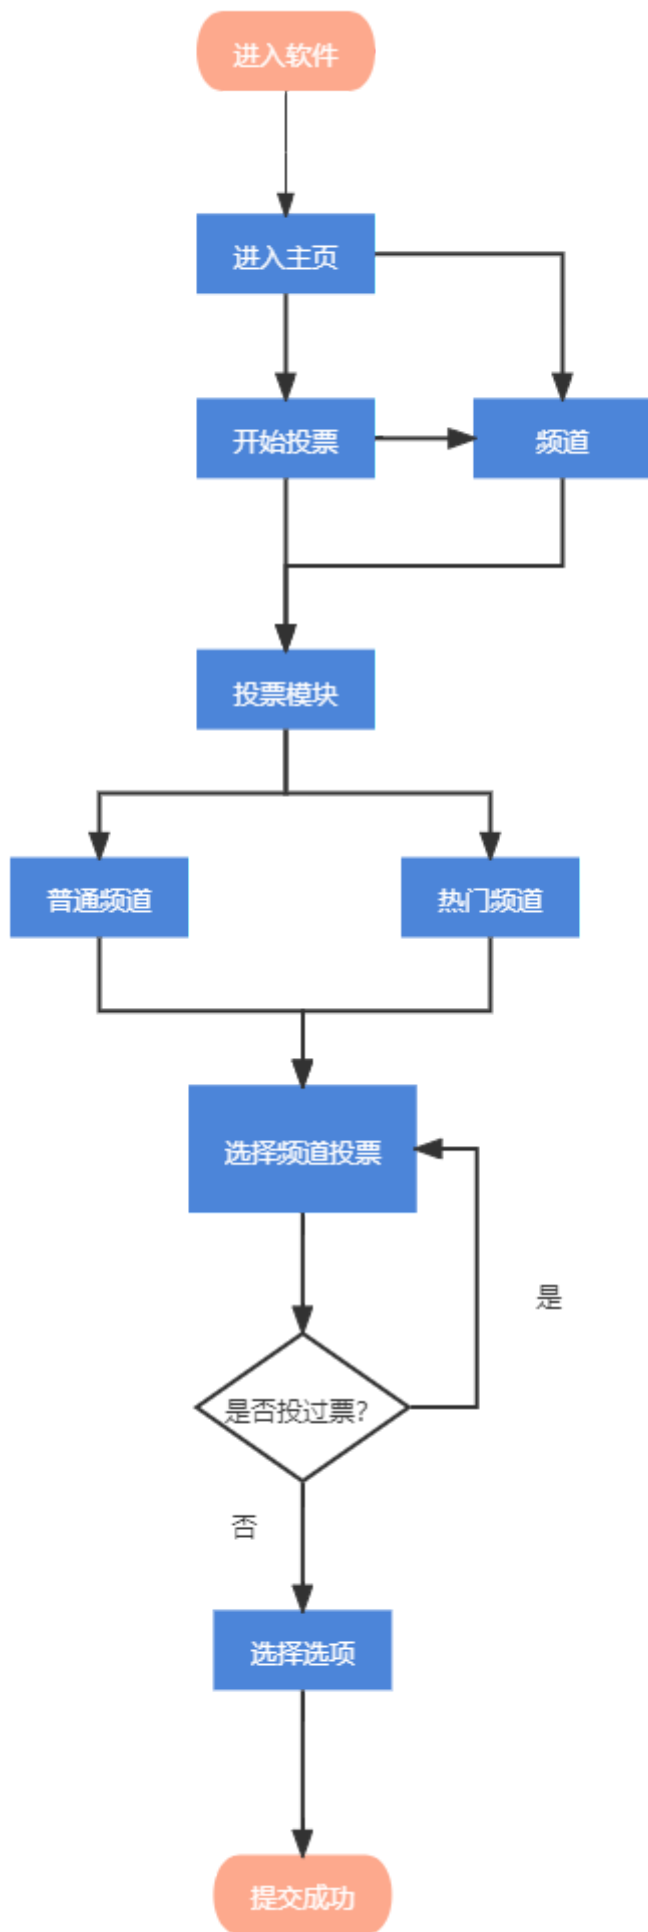 进入软件
进入主页
开始投票
频道
投票模块
普通频道
热门频道
选择频道投票
是
是否投过票?
否
选择选项
提交成功